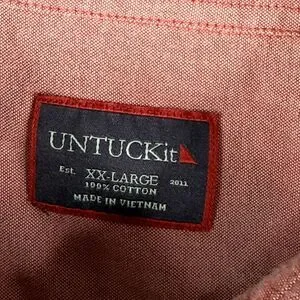 UNTUCKit
Est. XX-LARGE 2011
100% COTTON
MADE IN VIETNAM